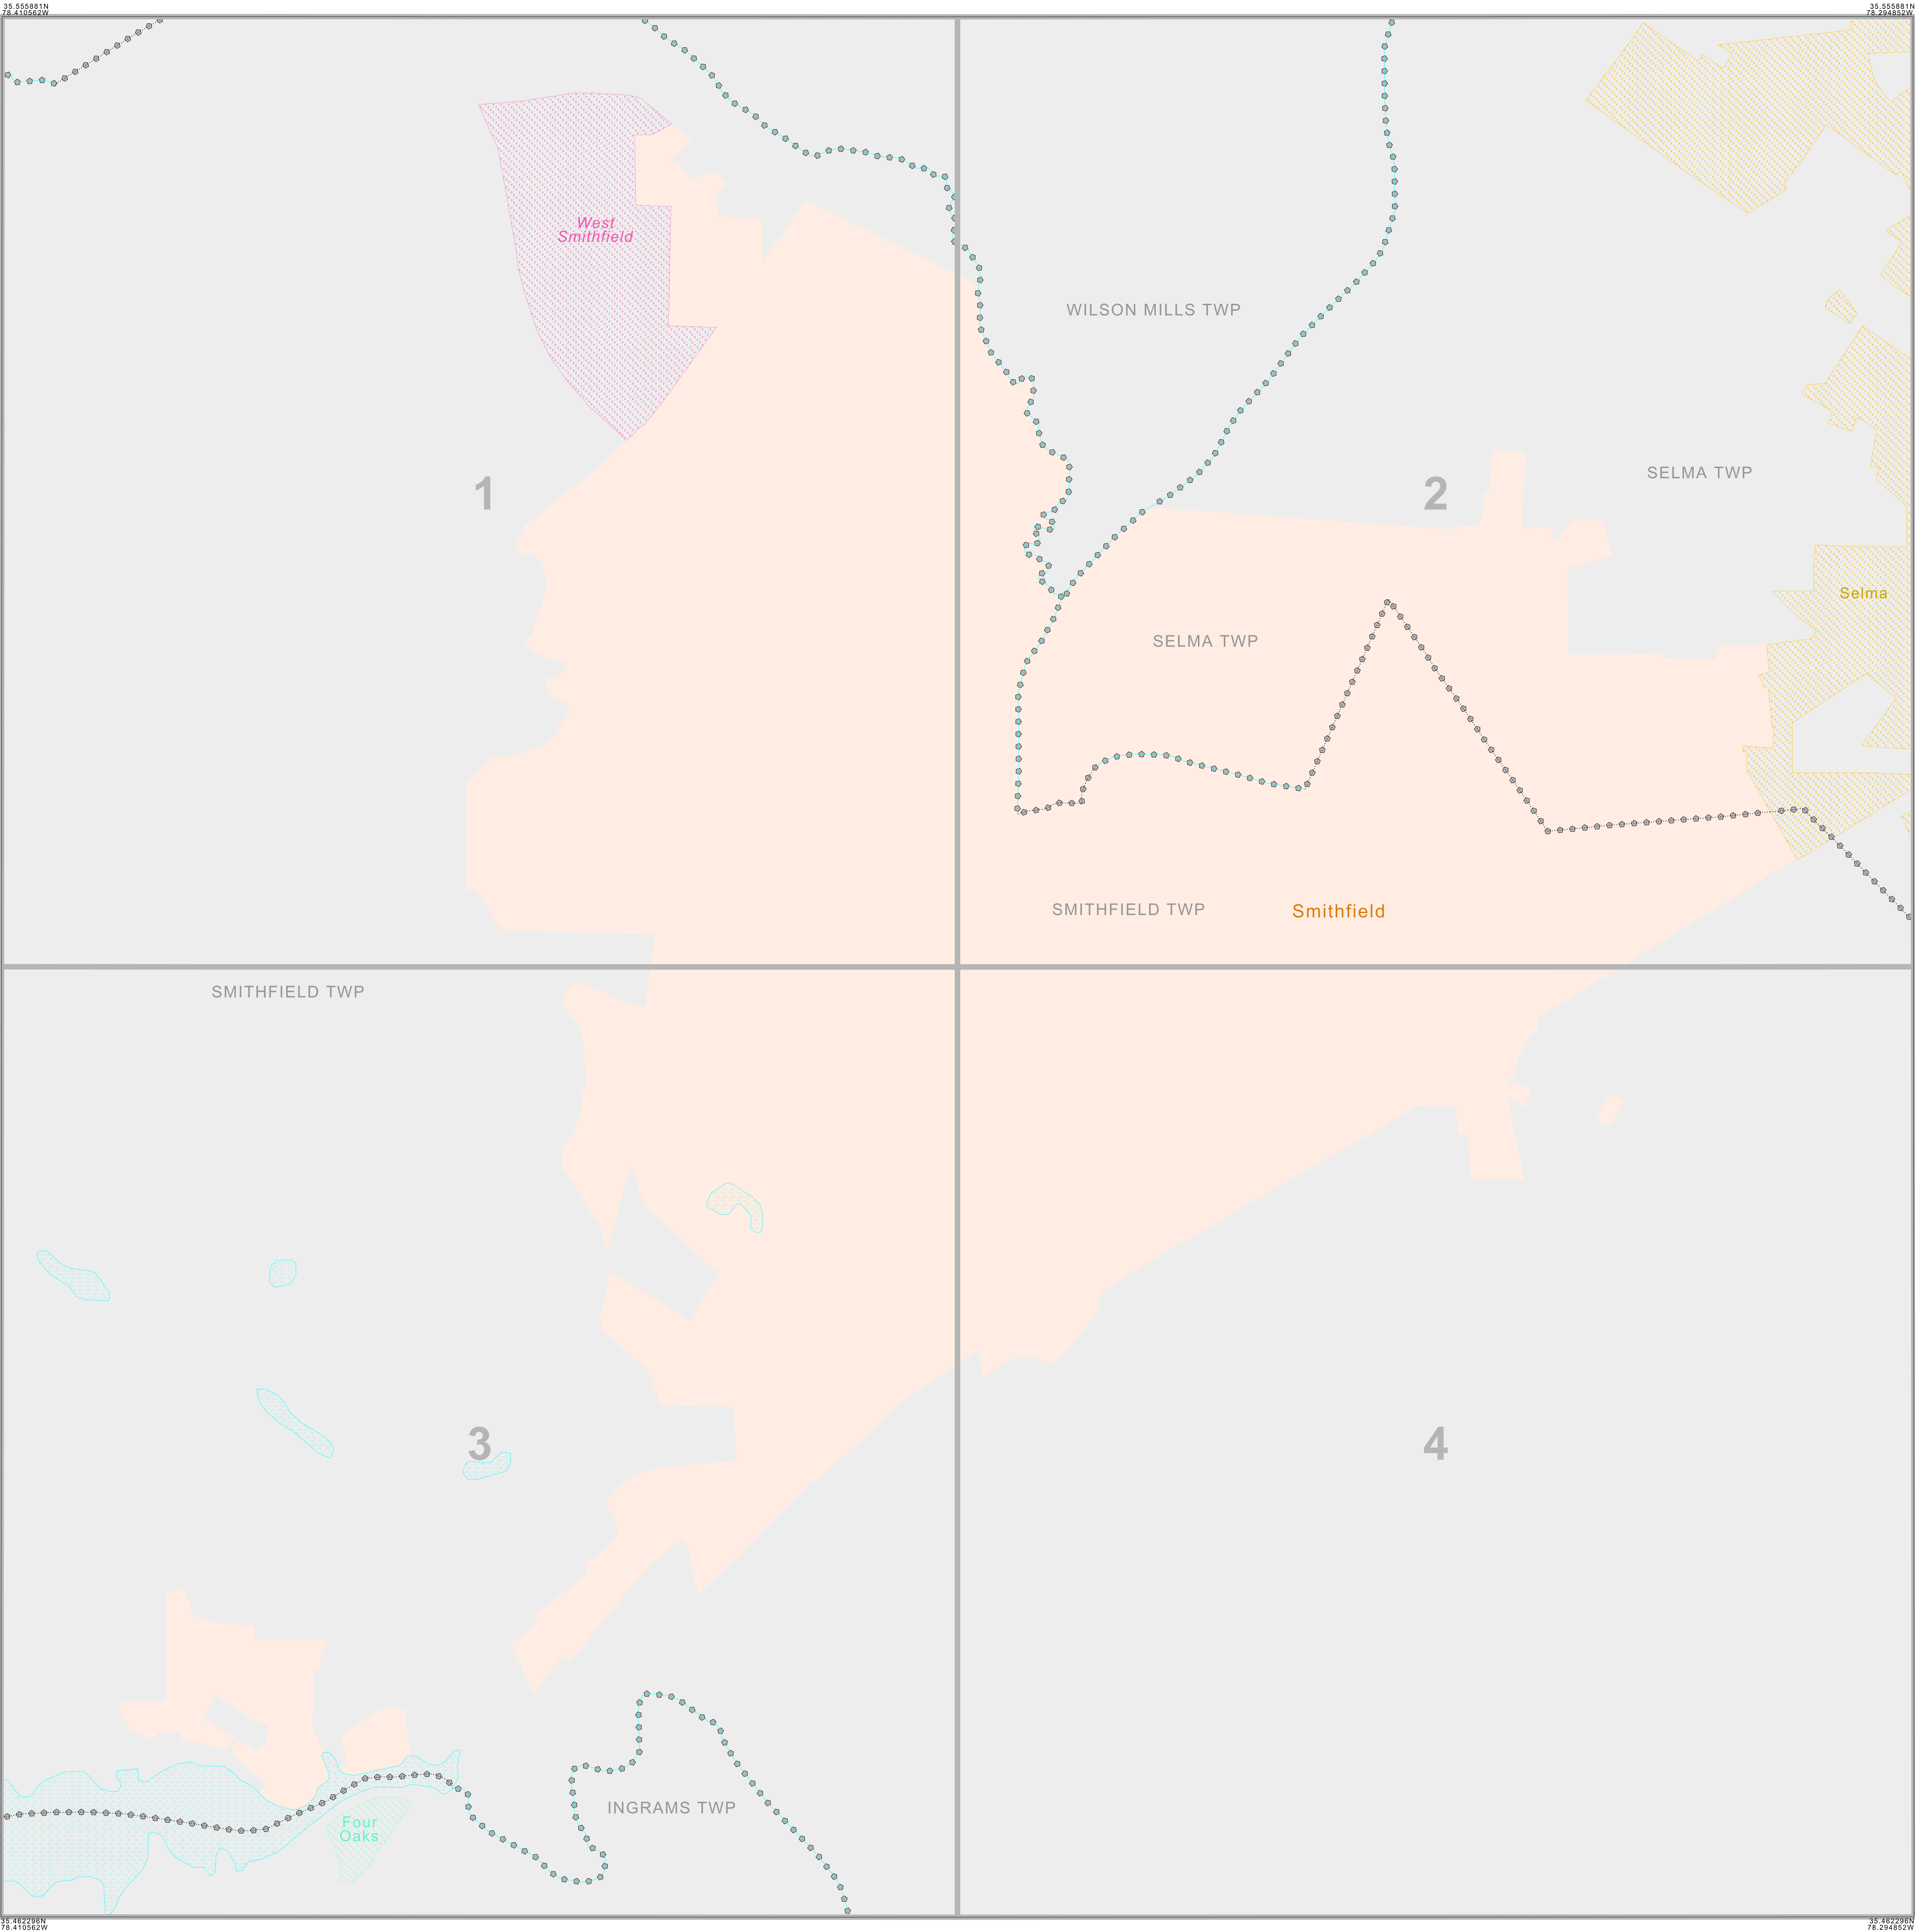 35.555881N
78.410562W
35.555881N
78.294852W
West
Smithfield
WILSON MILLS TWP
1
2
SELMA TWP
Selma
SELMA TWP
SMITHFIELD TWP
Smithfield
SMITHFIELD TWP
3
4
INGRAMS TWP
Four
Oaks
35.462296N
78.410562W
35.462296N
78.294852W